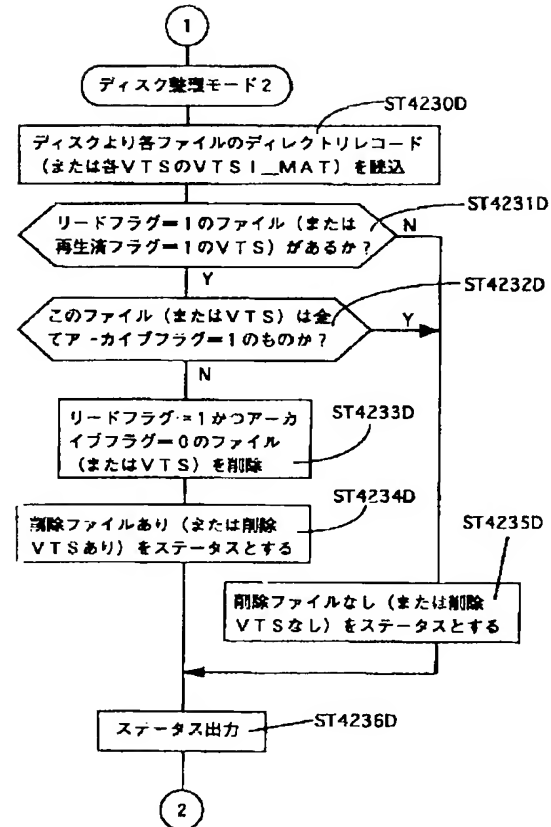 1
ディスク整理モード2
ST4230D
ディスクより各ファイルのディレクトリレコード
(または各VTSのVTSI_MAT)を読込
ST4231D
リードフラグ=1のファイル(または
再生済フラグ=1のVTS)があるか?
N
Y
ST4232D
このファイル(またはVTS)は全
てアーカイブフラグ=1のものか?
Y
N
リードフラグ=1かつアーカ
イブフラグ=0のファイル
(またはVTS)を削除
ST4233D
ST4234D
削除ファイルあり(または削除
VTSあり)をステータスとする
ST4235D
削除ファイルなし(または削除
VTSなし)をステータスとする
ステータス出力
ST4236D
2